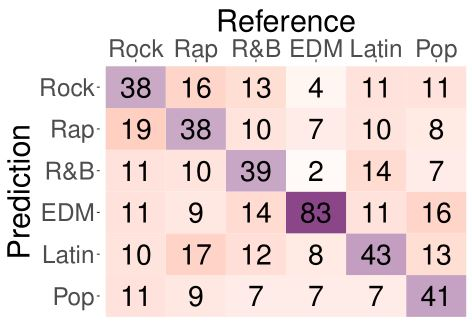 Reference
Rock Rap R&B EDM Latin Pop
Prediction
Rock 38 16 13 4 11 11
Rap 19 38 10 7 10 8
R&B 11 10 39 2 14 7
EDM 11 9 14 83 11 16
Latin 10 17 12 8 43 13
Pop 11 9 7 7 7 41